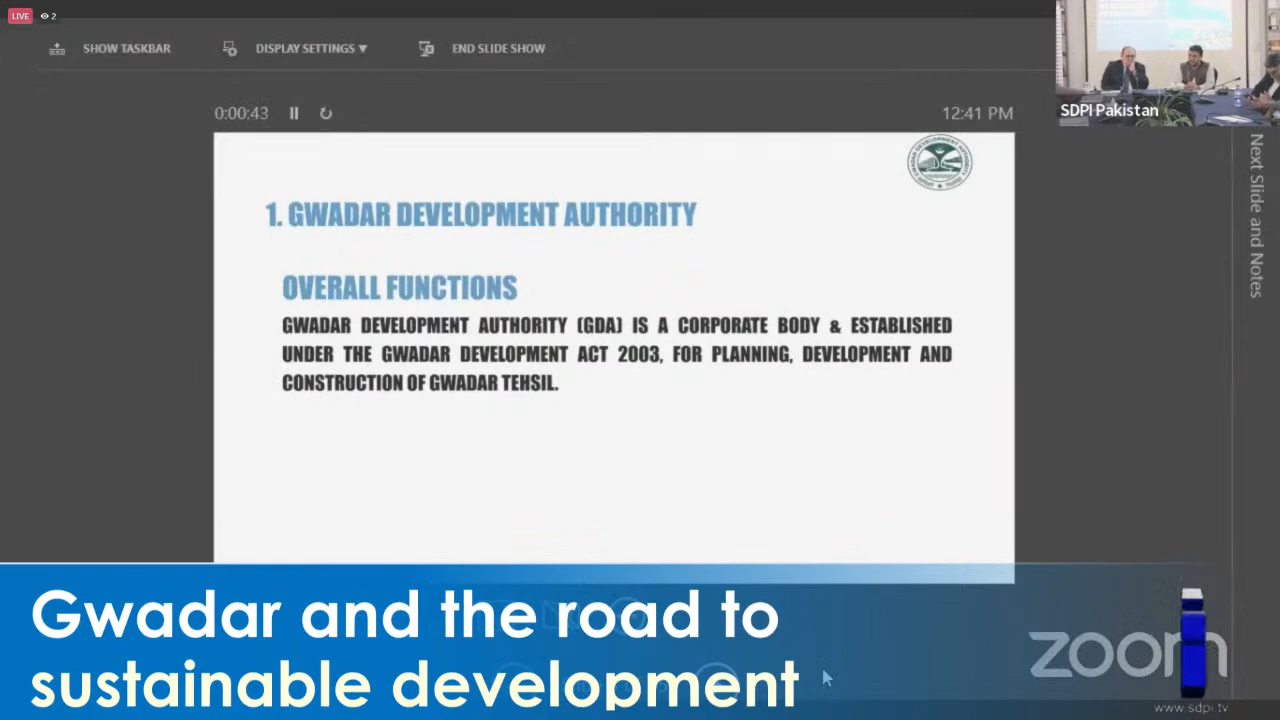 LIVE 2
SHOW TASKBAR DISPLAY SETTINGS ▼ END SLIDE SHOW
0:00:43 12:41 PM
SDPI Pakistan
Next Slide and Notes
GWADAR DEVELOPMENT AUTHORITY
1. GWADAR DEVELOPMENT AUTHORITY
OVERALL FUNCTIONS
GWADAR DEVELOPMENT AUTHORITY (GDA) IS A CORPORATE BODY & ESTABLISHED
UNDER THE GWADAR DEVELOPMENT ACT 2003, FOR PLANNING, DEVELOPMENT AND
CONSTRUCTION OF GWADAR TEHSIL.
Gwadar and the road to
sustainable development
zoom
www.sdpi.tv